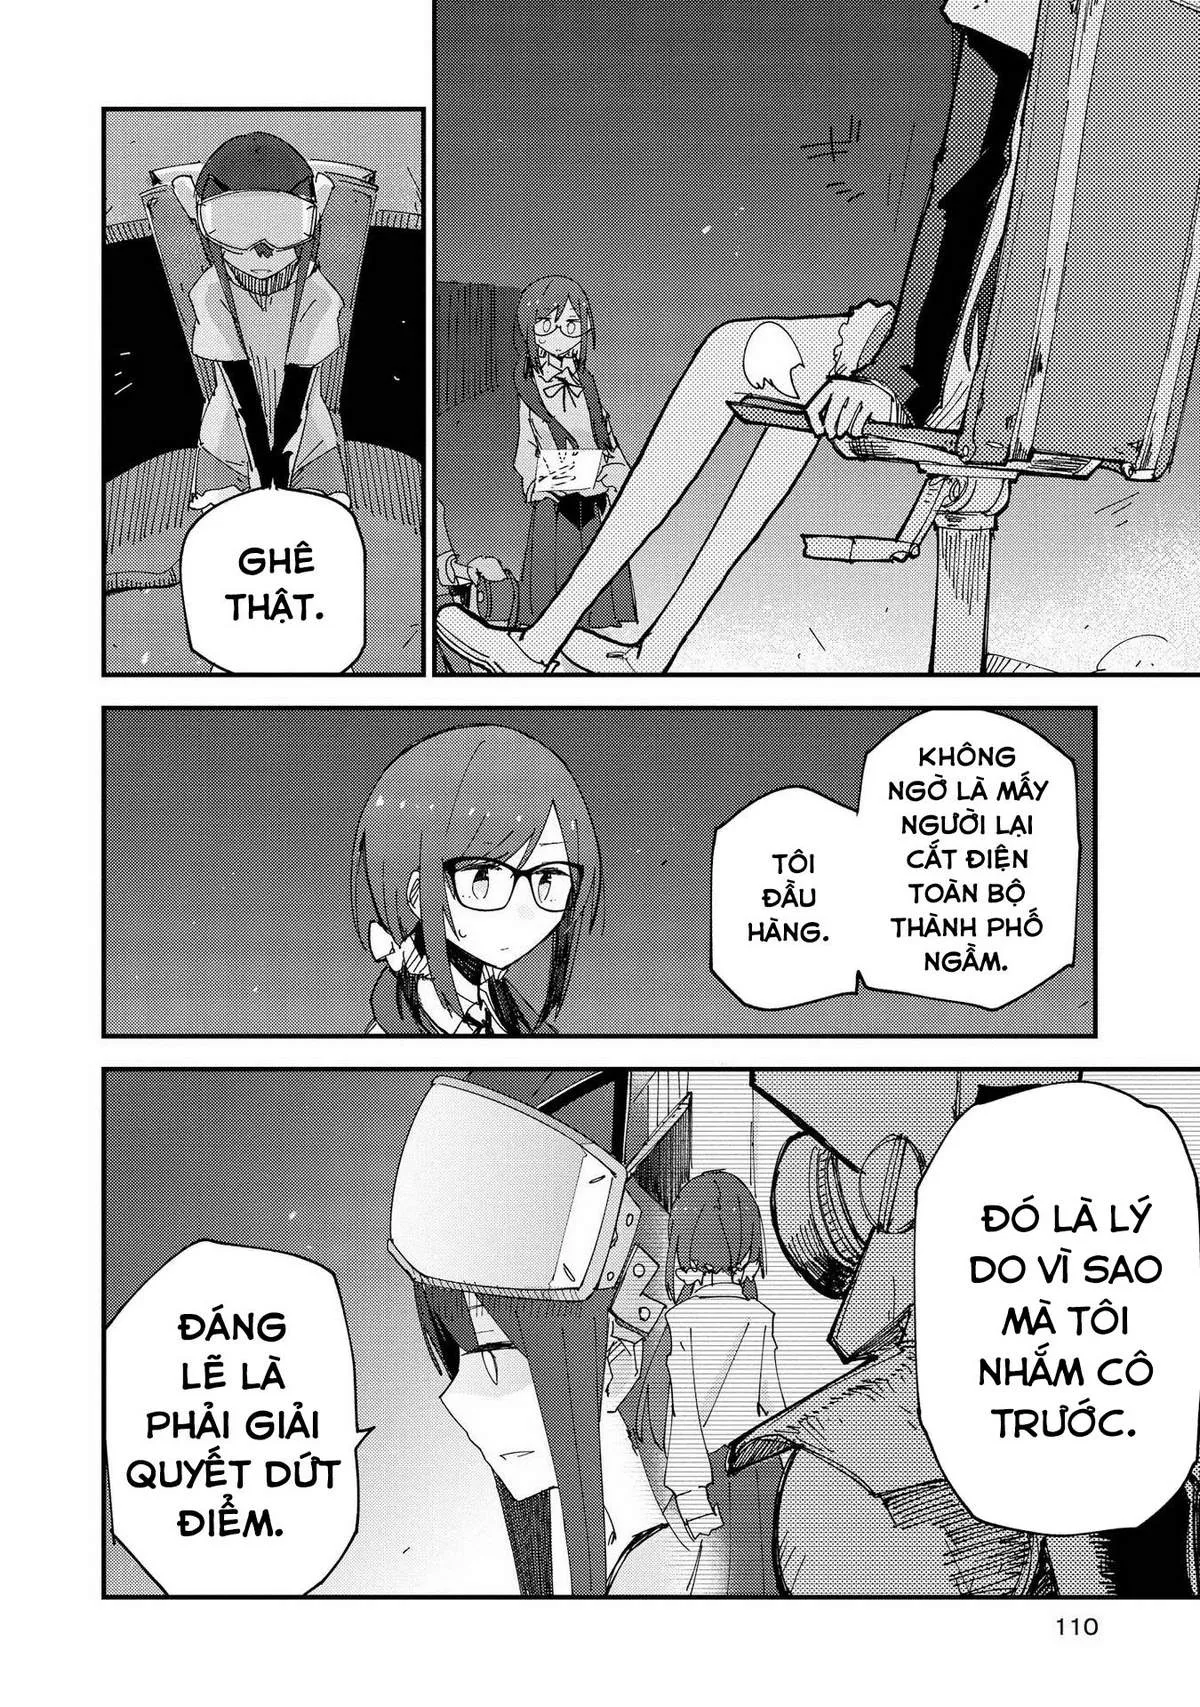 GHÊ
THẬT.
KHÔNG
NGỜ LÀ MẤY
NGƯỜI LẠI
CẮT ĐIỆN
TOÀN BỘ
THÀNH PHỐ
NGẦM.
TÔI
ĐẦU
HÀNG.
ĐÓ LÀ LÝ
DO VÌ SAO
MÀ TÔI
NHẮM CÔ
TRƯỚC.
ĐÁNG
LẼ LÀ
PHẢI GIẢI
QUYẾT DỨT
ĐIỂM.
110